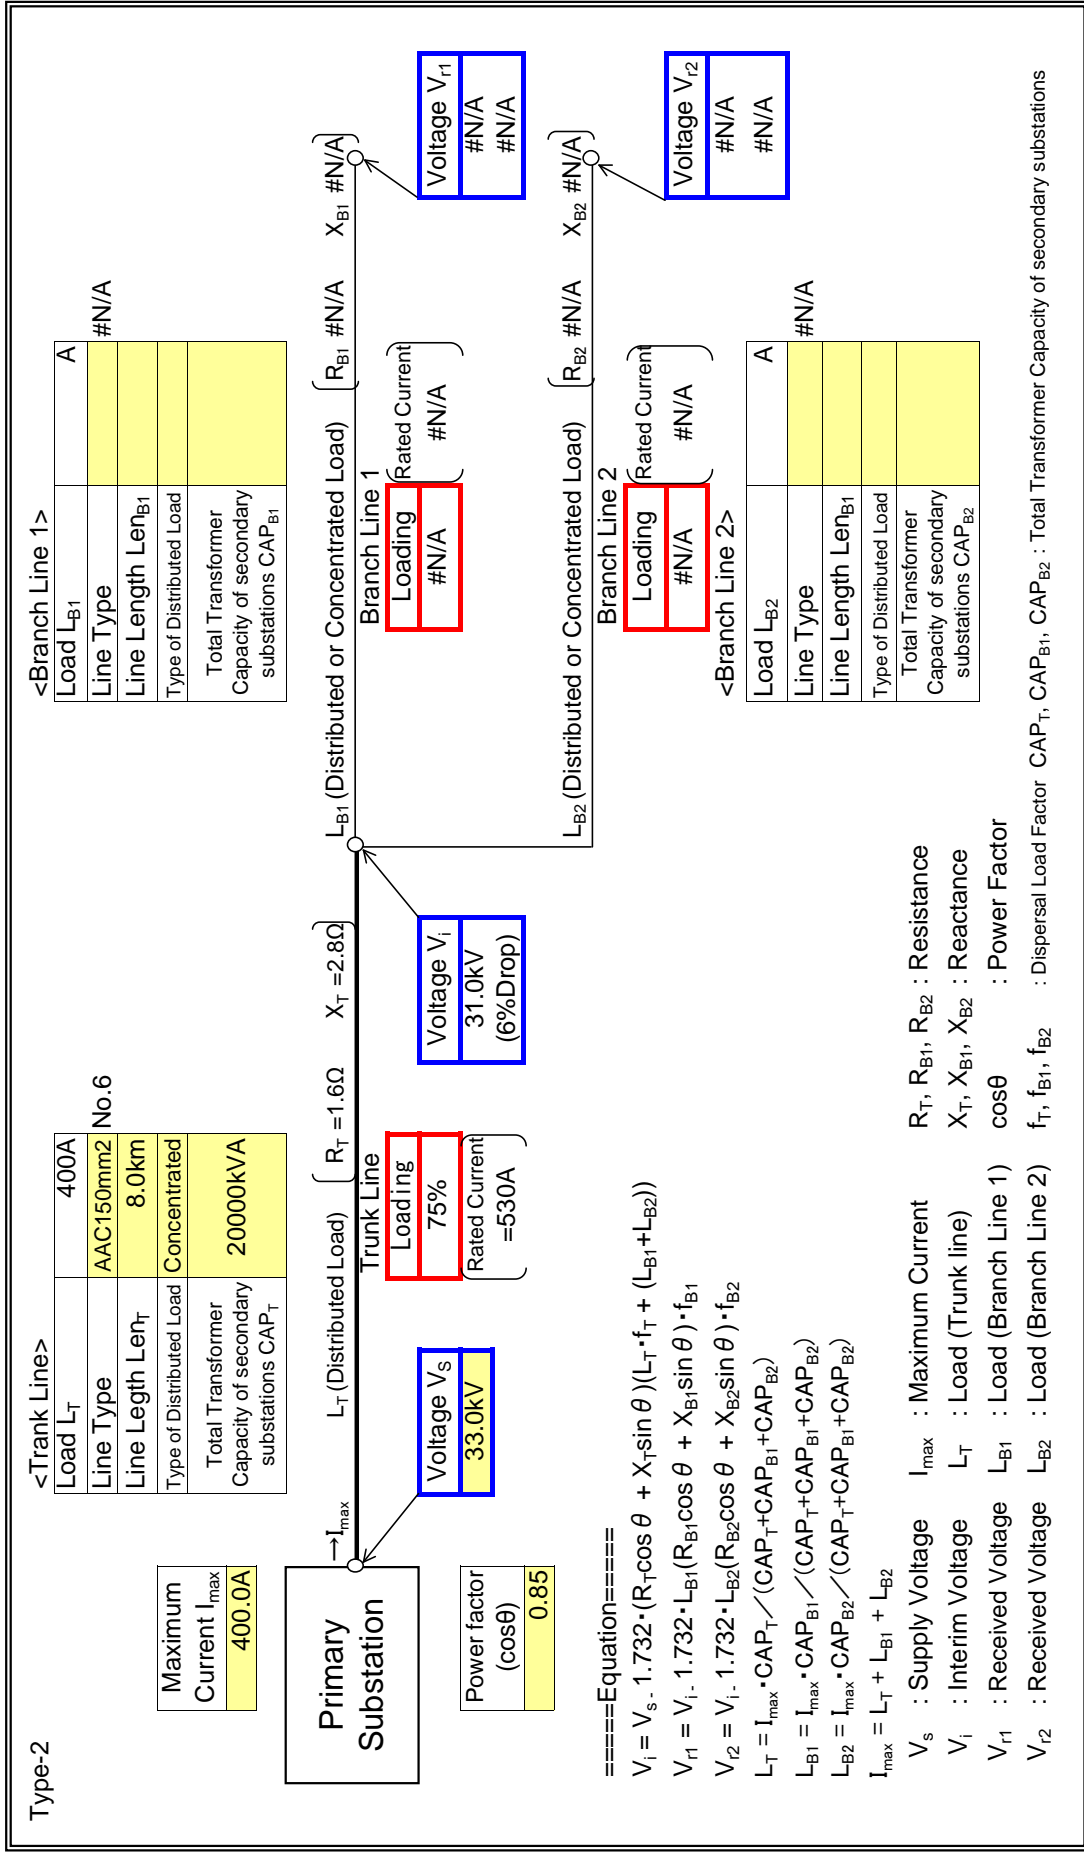 Type-2
Maximum
Current Imax
400.0A
Primary
Substation
→Imax
Power factor
(cosθ)
0.85
<Trank Line>
Load LT 400A
Line Type AAC150mm2 No.6
Line Legth LenT 8.0km
Type of Distributed Load Concentrated
Total Transformer
Capacity of secondary
substations CAPT
20000kVA
LT (Distributed Load)
RT =1.6Ω XT =2.8Ω
Trunk Line
Loading
75%
Rated Current
=530A
Voltage VS
33.0kV
Voltage Vi
31.0kV
(6%Drop)
<Branch Line 1>
Load LB1 A
Line Type #N/A
Line Length LenB1
Type of Distributed Load
Total Transformer
Capacity of secondary
substations CAPB1
LB1 (Distributed or Concentrated Load)
RB1 #N/A XB1 #N/A
Branch Line 1
Loading
#N/A
Rated Current
#N/A
Voltage Vr1
#N/A
#N/A
LB2 (Distributed or Concentrated Load)
RB2 #N/A XB2 #N/A
Branch Line 2
Loading
#N/A
Rated Current
#N/A
Voltage Vr2
#N/A
#N/A
<Branch Line 2>
Load LB2 A
Line Type #N/A
Line Length LenB1
Type of Distributed Load
Total Transformer
Capacity of secondary
substations CAPB2
=====Equation=====
Vi = Vs - 1.732・(RTcosθ + XTsinθ)(LT・fT + (LB1+LB2))
Vr1 = Vi - 1.732・LB1(RB1cosθ + XB1sinθ)・fB1
Vr2 = Vi - 1.732・LB2(RB2cosθ + XB2sinθ)・fB2
LT = Imax・CAPT／(CAPT+CAPB1+CAPB2)
LB1 = Imax・CAPB1／(CAPT+CAPB1+CAPB2)
LB2 = Imax・CAPB2／(CAPT+CAPB1+CAPB2)
Imax = LT + LB1 + LB2
Vs : Supply Voltage Imax : Maximum Current RT, RB1, RB2 : Resistance
Vi : Interim Voltage LT : Load (Trunk line) XT, XB1, XB2 : Reactance
Vr1 : Received Voltage LB1 : Load (Branch Line 1) cosθ : Power Factor
Vr2 : Received Voltage LB2 : Load (Branch Line 2) fT, fB1, fB2 : Dispersal Load Factor CAPT, CAPB1, CAPB2 : Total Transformer Capacity of secondary substations